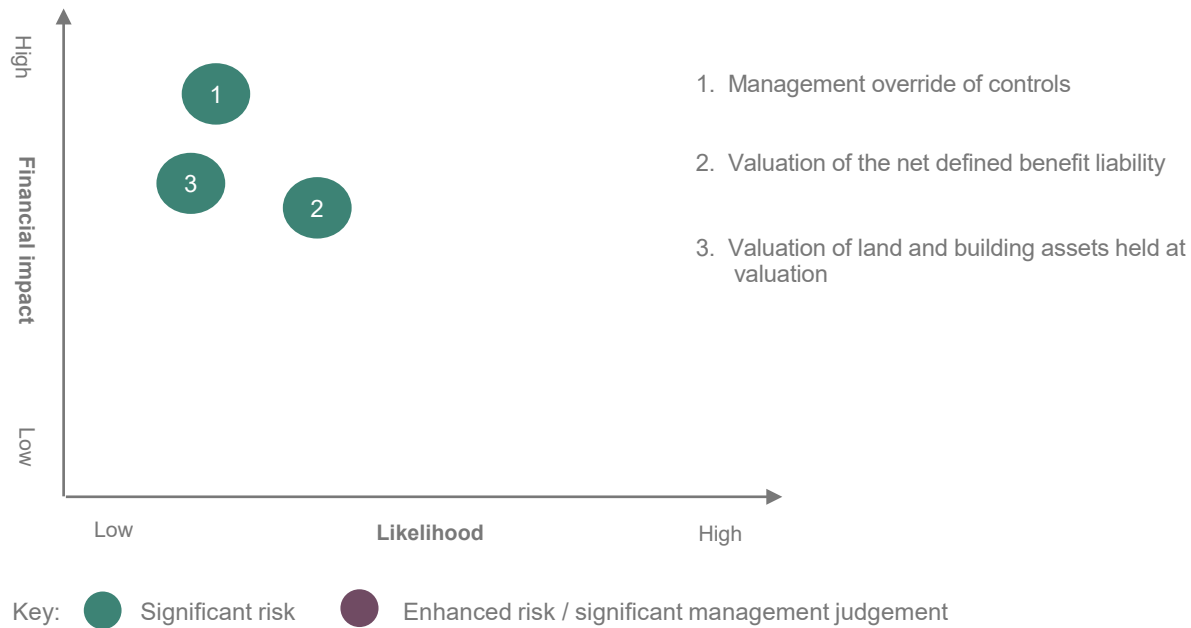 High
Financial impact
Low
1
3
2
1. Management override of controls
2. Valuation of the net defined benefit liability
3. Valuation of land and building assets held at
valuation
Low
Likelihood
High
Key:
Significant risk
Enhanced risk / significant management judgement